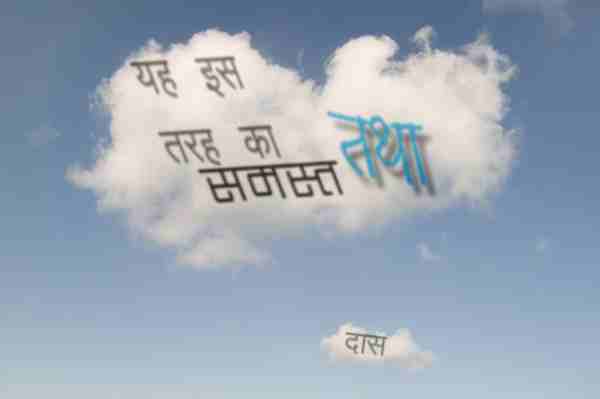 यह इस
तरह का
समस्त
तथा
दास